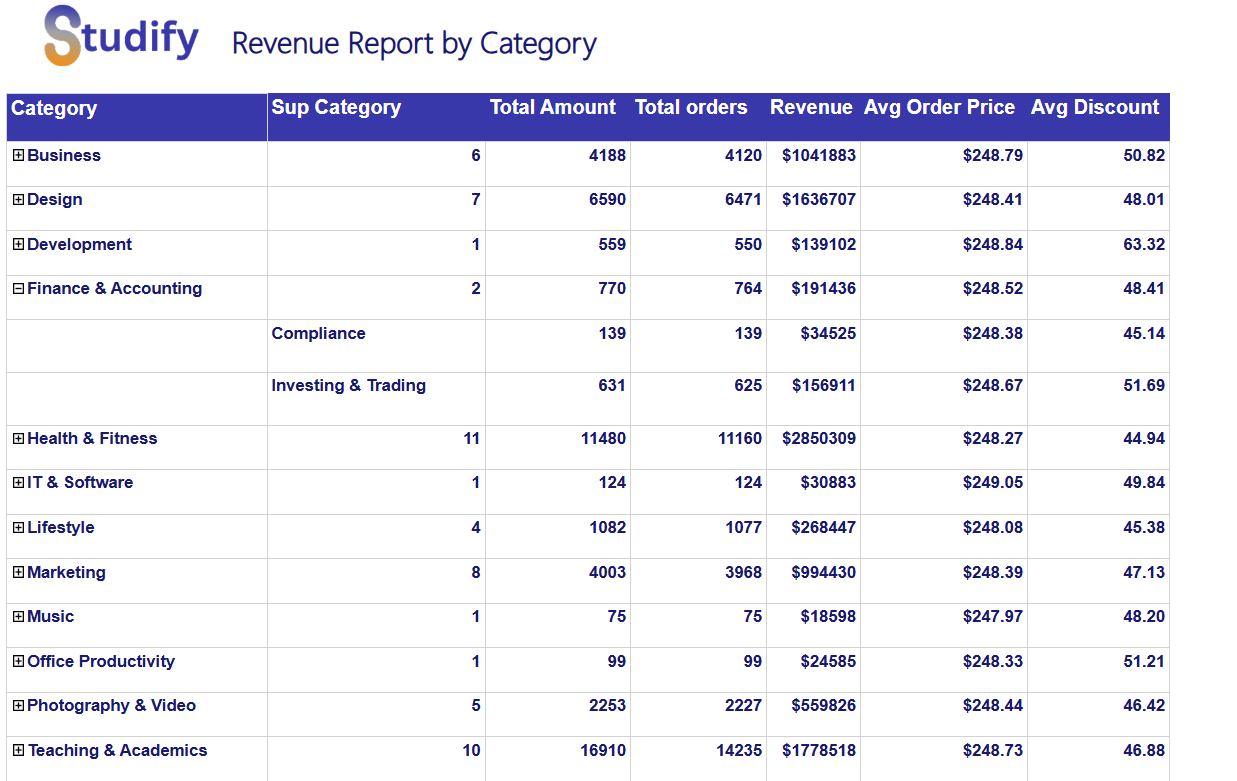 Studify Revenue Report by Category
Category Sup Category Total Amount Total orders Revenue Avg Order Price Avg Discount
Business 6 4188 4120 $1041883 $248.79 50.82
Design 7 6590 6471 $1636707 $248.41 48.01
Development 1 559 550 $139102 $248.84 63.32
Finance & Accounting 2 770 764 $191436 $248.52 48.41
Compliance 139 139 $34525 $248.38 45.14
Investing & Trading 631 625 $156911 $248.67 51.69
Health & Fitness 11 11480 11160 $2850309 $248.27 44.94
IT & Software 1 124 124 $30883 $249.05 49.84
Lifestyle 4 1082 1077 $268447 $248.08 45.38
Marketing 8 4003 3968 $994430 $248.39 47.13
Music 1 75 75 $18598 $247.97 48.20
Office Productivity 1 99 99 $24585 $248.33 51.21
Photography & Video 5 2253 2227 $559826 $248.44 46.42
Teaching & Academics 10 16910 14235 $1778518 $248.73 46.88